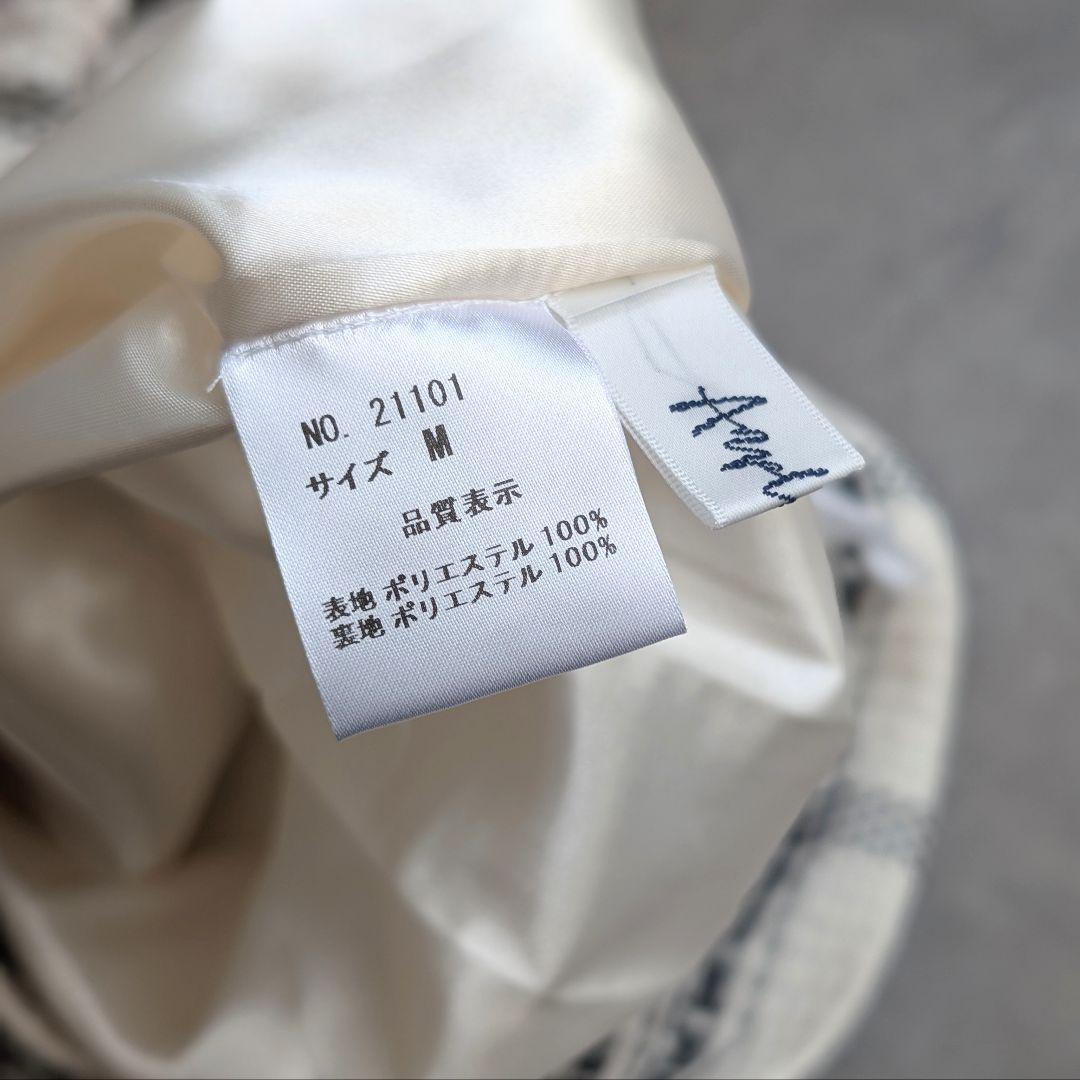 NO. 21101
サイズ M
品質表示
表地 ポリエステル 100%
裏地 ポリエステル 100%